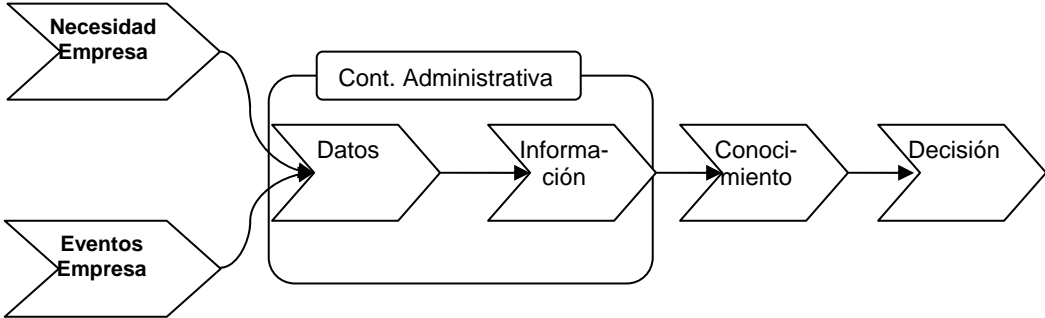 Necesidad
Empresa
Cont. Administrativa
Datos
Informa-
ción
Conoci-
miento
Decisión
Eventos
Empresa